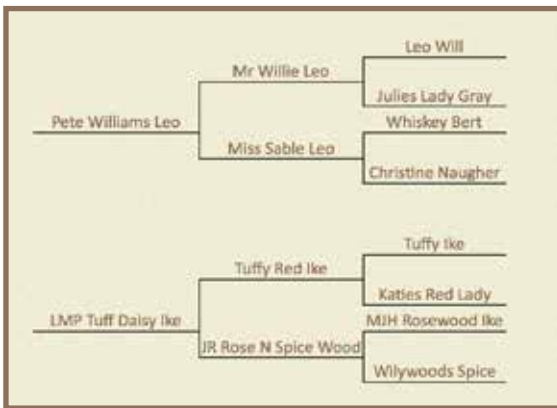 Leo Will
Mr Willie Leo
Julies Lady Gray
Pete Williams Leo
Whiskey Bert
Miss Sable Leo
Christine Naugher
Tuffy Ike
Tuffy Red Ike
Katies Red Lady
LMP Tuff Daisy Ike
MJH Rosewood Ike
JR Rose N Spice Wood
Wilywoods Spice